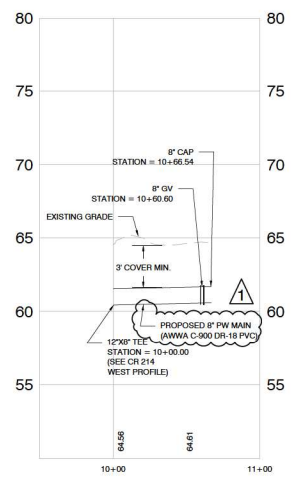 80
80
75
75
70
70
8" CAP
STATION = 10+66.54
8" GV
STATION = 10+60.60
EXISTING GRADE
65
65
3' COVER MIN.
1
60
60
PROPOSED 8" PW MAIN
(AWWA C-900 DR-18 PVC)
12"X8" TEE
STATION = 10+00.00
(SEE CR 214
WEST PROFILE)
55
55
64.56
64.61
10+00
11+00